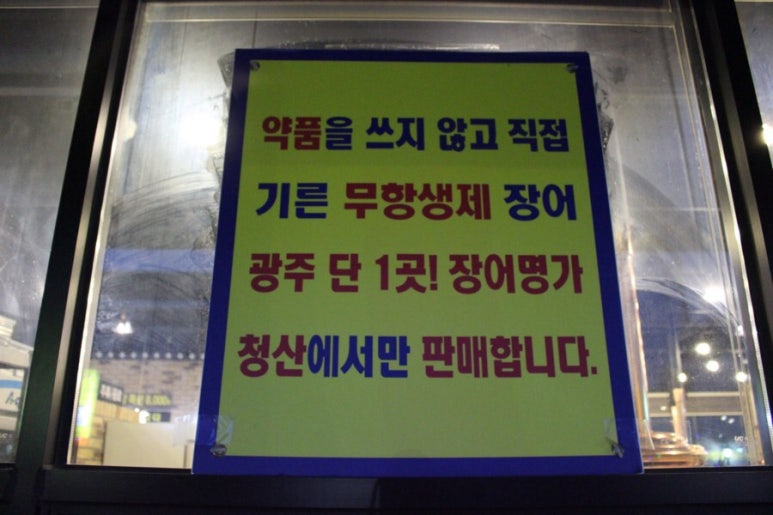 약품을 쓰지 않고 직접
기른 무항생제 장어
광주 단 1곳! 장어명가
청산에서만 판매합니다.